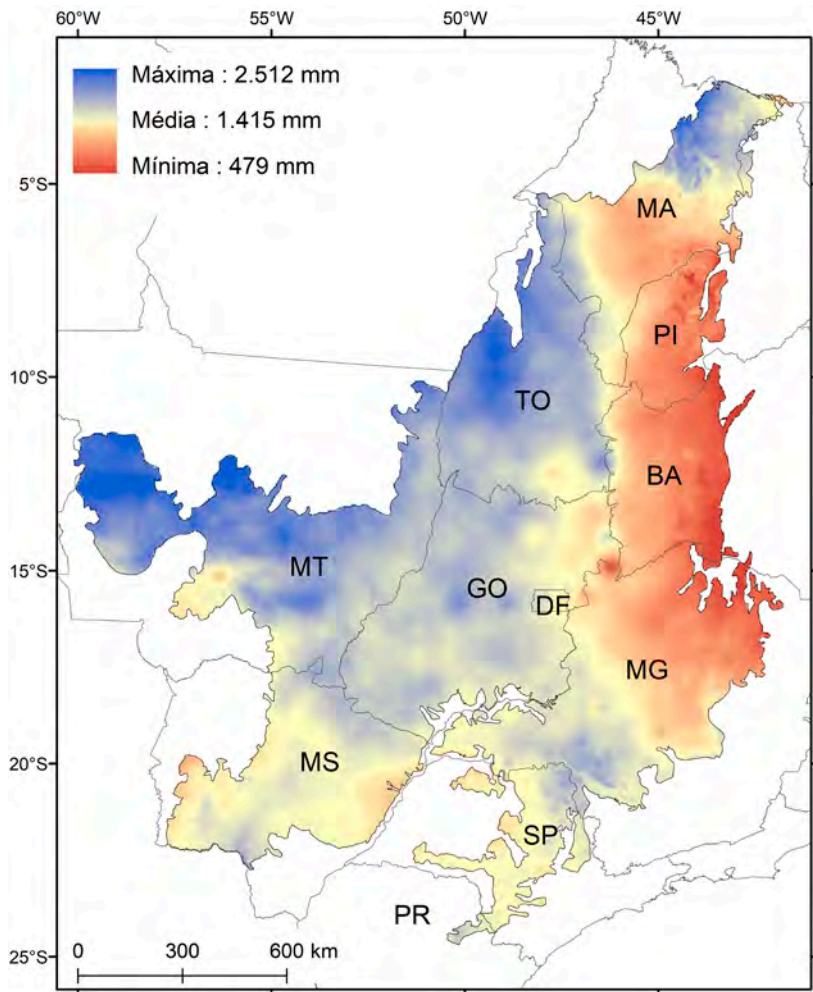 60°W 55°W 50°W 45°W
Máxima : 2.512 mm
Média : 1.415 mm
Mínima : 479 mm
5°S
MA
PI
10°S
TO
BA
MT
15°S
GO
DF
MG
MS
20°S
SP
PR
0 300 600 km
25°S